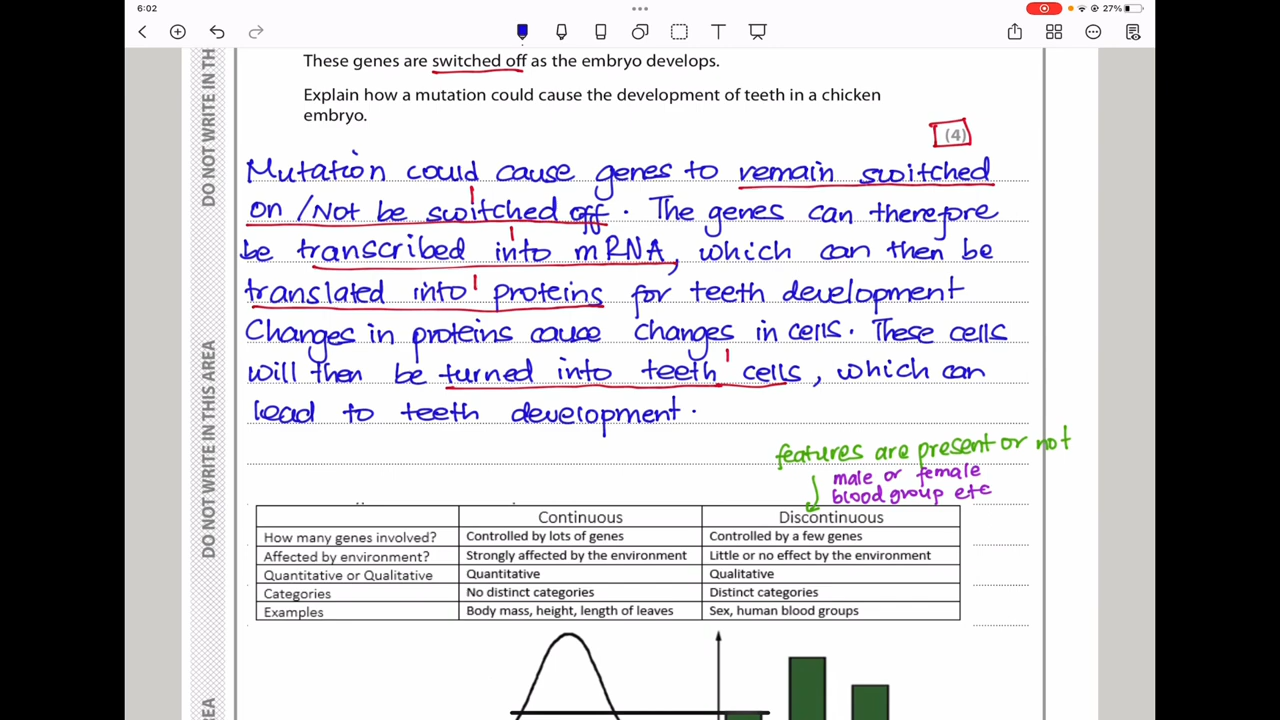 6:02
27%
These genes are switched off as the embryo develops.
Explain how a mutation could cause the development of teeth in a chicken
embryo.
(4)
Mutation could cause genes to remain switched
on / Not be switched off. The genes can therefore
be transcribed into mRNA, which can then be
translated into proteins for teeth development
Changes in proteins cause changes in cells. These cells
will then be turned into teeth cells, which can
lead to teeth development.
features are present or not
male or female
blood group etc
Continuous Discontinuous
How many genes involved? Controlled by lots of genes Controlled by a few genes
Affected by environment? Strongly affected by the environment Little or no effect by the environment
Quantitative or Qualitative Quantitative Qualitative
Categories No distinct categories Distinct categories
Examples Body mass, height, length of leaves Sex, human blood groups
DO NOT WRITE IN TH
DO NOT WRITE IN THIS AREA
AREA